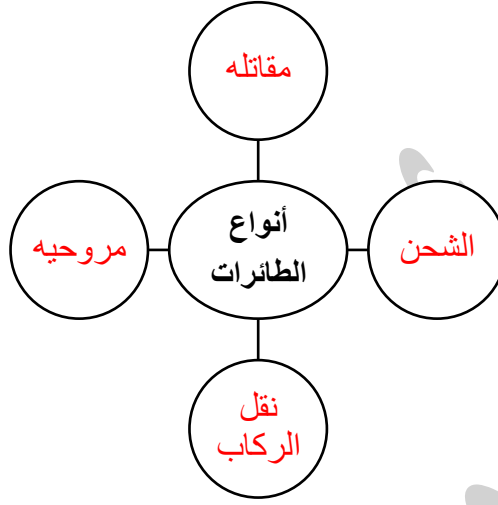 مقاتله
أنواع
الطائرات
الشحن
مروحيه
نقل
الركاب